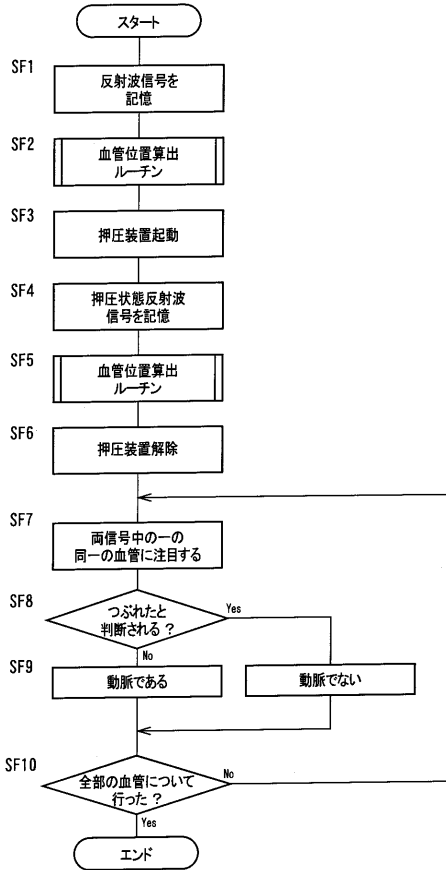 スタート
SF1
反射波信号を
記憶
SF2
血管位置算出
ルーチン
SF3
押圧装置起動
SF4
押圧状態反射波
信号を記憶
SF5
血管位置算出
ルーチン
SF6
押圧装置解除
SF7
両信号中の一の
同一の血管に注目する
SF8
つぶれたと
判断される？
Yes
No
SF9
動脈である
動脈でない
SF10
全部の血管について
行った？
No
Yes
エンド